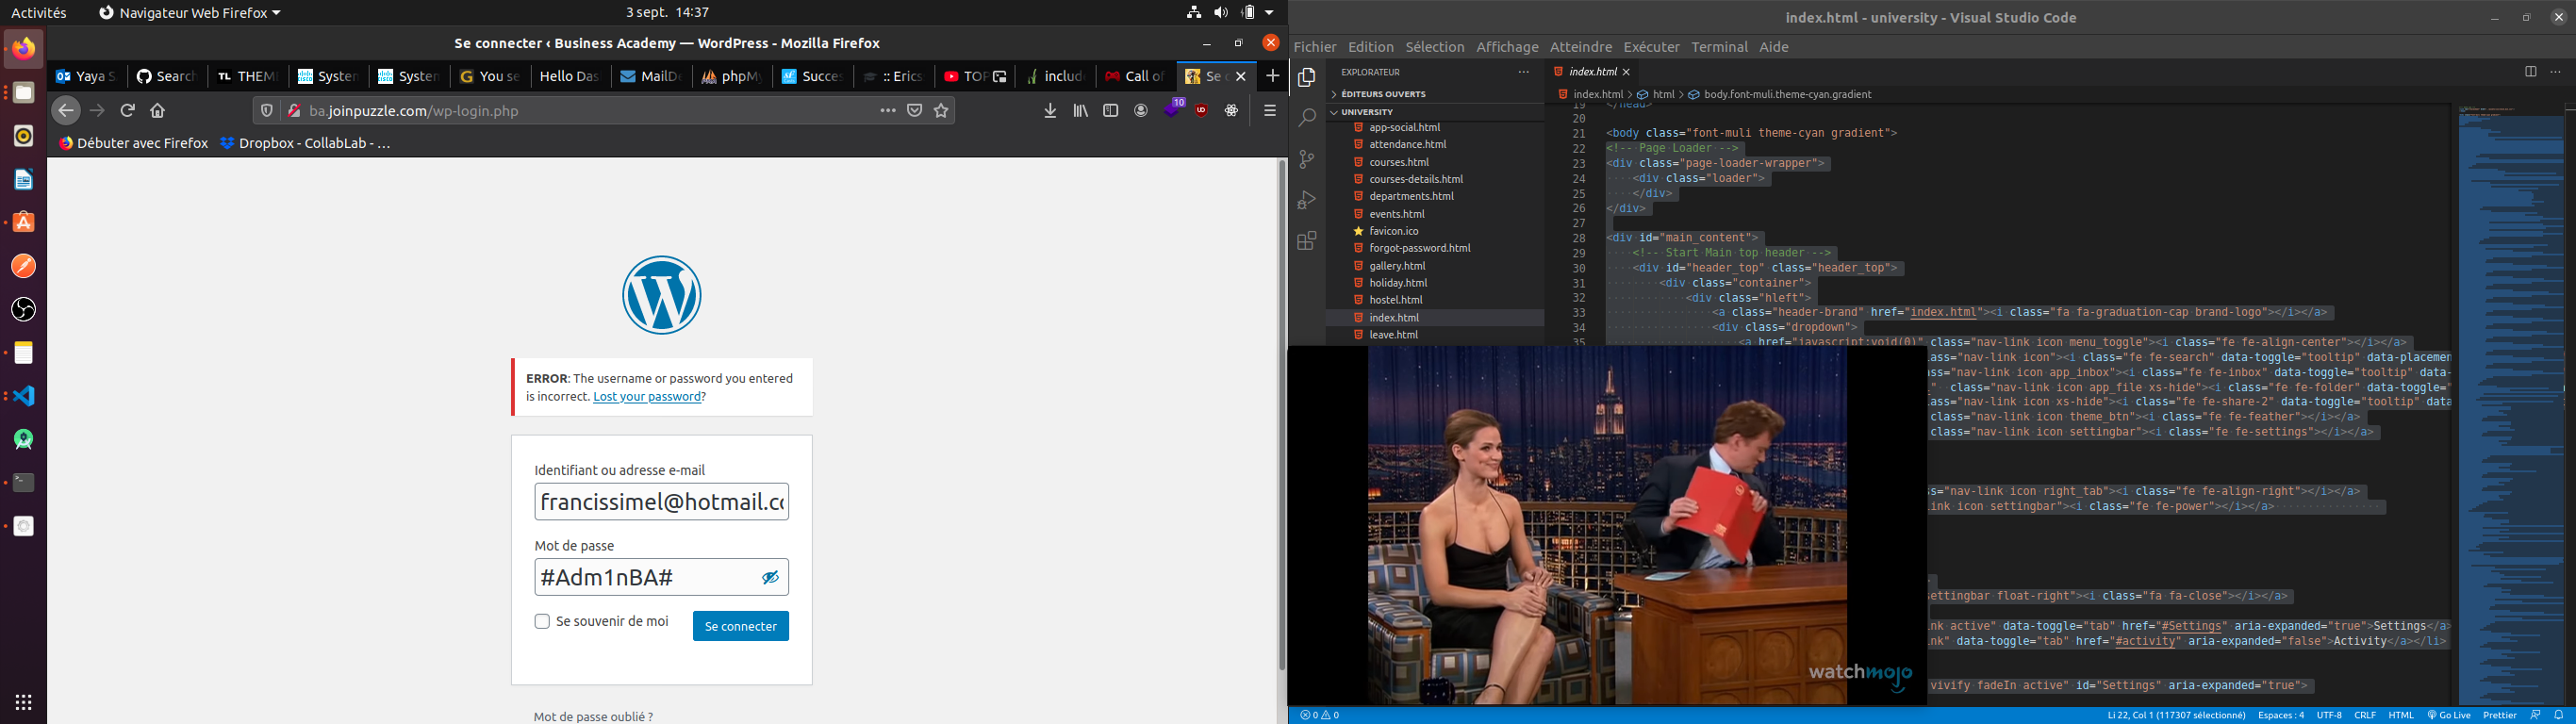 Activités
Navigateur Web Firefox
3 sept. 14:37
Se connecter ‹ Business Academy — WordPress - Mozilla Firefox
Yaya S
Search
THEM
System
System
You se
Hello Das
MailDe
phpMy
Succes
:: Erics
TOP
include
Call of
Se c
ba.joinpuzzle.com/wp-login.php
10
Débuter avec Firefox
Dropbox - CollabLab - …
ERROR: The username or password you entered
is incorrect. Lost your password?
Identifiant ou adresse e-mail
francissimel@hotmail.co
Mot de passe
#Adm1nBA#
Se souvenir de moi
Se connecter
Mot de passe oublié ?
index.html - university - Visual Studio Code
Fichier Edition Sélection Affichage Atteindre Exécuter Terminal Aide
EXPLORATEUR
ÉDITEURS OUVERTS
UNIVERSITY
app-social.html
attendance.html
courses.html
courses-details.html
departments.html
events.html
favicon.ico
forgot-password.html
gallery.html
holiday.html
hostel.html
index.html
leave.html
index.html
index.html > html > body.font-muli.theme-cyan.gradient
19 </head>
20
21 <body class="font-muli theme-cyan gradient">
22 <!-- Page Loader -->
23 <div class="page-loader-wrapper">
24 <div class="loader">
25 </div>
26 </div>
27
28 <div id="main_content">
29 <!-- Start Main top header -->
30 <div id="header_top" class="header_top">
31 <div class="container">
32 <div class="hleft">
33 <a class="header-brand" href="index.html"><i class="fa fa-graduation-cap brand-logo"></i></a>
34 <div class="dropdown">
35 <a href="javascript:void(0)" class="nav-link icon menu_toggle"><i class="fe fe-align-center"></i></a>
lass="nav-link icon"><i class="fe fe-search" data-toggle="tooltip" data-placemen
lass="nav-link icon app_inbox"><i class="fe fe-inbox" data-toggle="tooltip" data-
" class="nav-link icon app_file xs-hide"><i class="fe fe-folder" data-toggle="
lass="nav-link icon xs-hide"><i class="fe fe-share-2" data-toggle="tooltip" data
class="nav-link icon theme_btn"><i class="fe fe-feather"></i></a>
class="nav-link icon settingbar"><i class="fe fe-settings"></i></a>
s="nav-link icon right_tab"><i class="fe fe-align-right"></i></a>
link icon settingbar"><i class="fe fe-power"></i></a>
settingbar float-right"><i class="fa fa-close"></i></a>
nk active" data-toggle="tab" href="#Settings" aria-expanded="true">Settings</a>
nk" data-toggle="tab" href="#activity" aria-expanded="false">Activity</a></li>
vivify fadeIn active" id="Settings" aria-expanded="true">
watchmojo
0 0
Li 22, Col 1 (117307 sélectionné) Espaces : 4 UTF-8 CRLF HTML Go Live Prettier